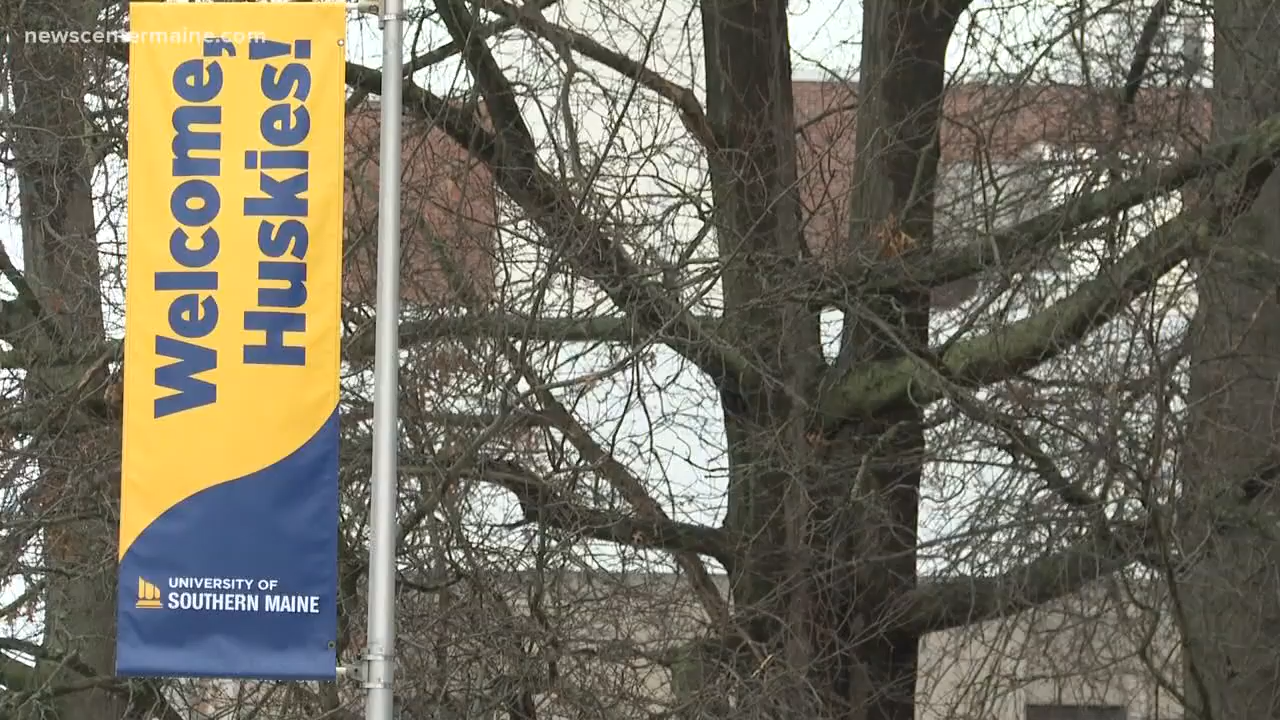 newscentermaine.com
Welcome,
Huskies!
UNIVERSITY OF
SOUTHERN MAINE